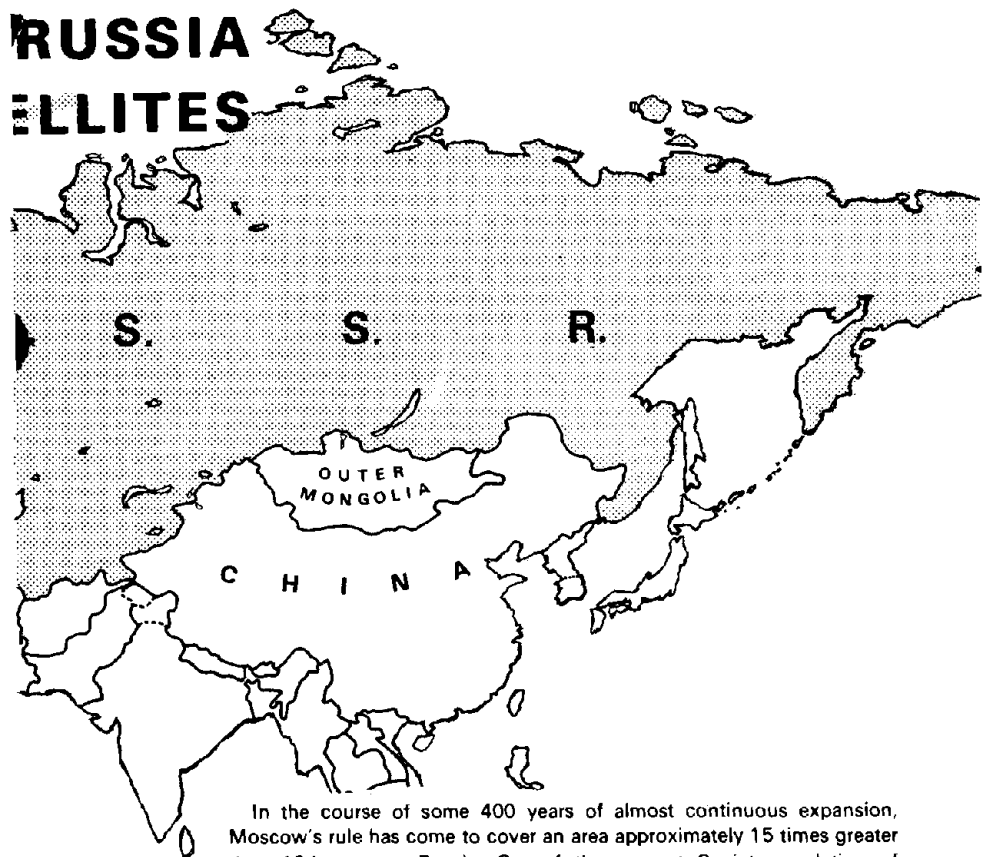 RUSSIA
ELLITES
S. S. R.
OUTER
MONGOLIA
C H I N A
In the course of some 400 years of almost continuous expansion,
Moscow's rule has come to cover an area approximately 15 times greater